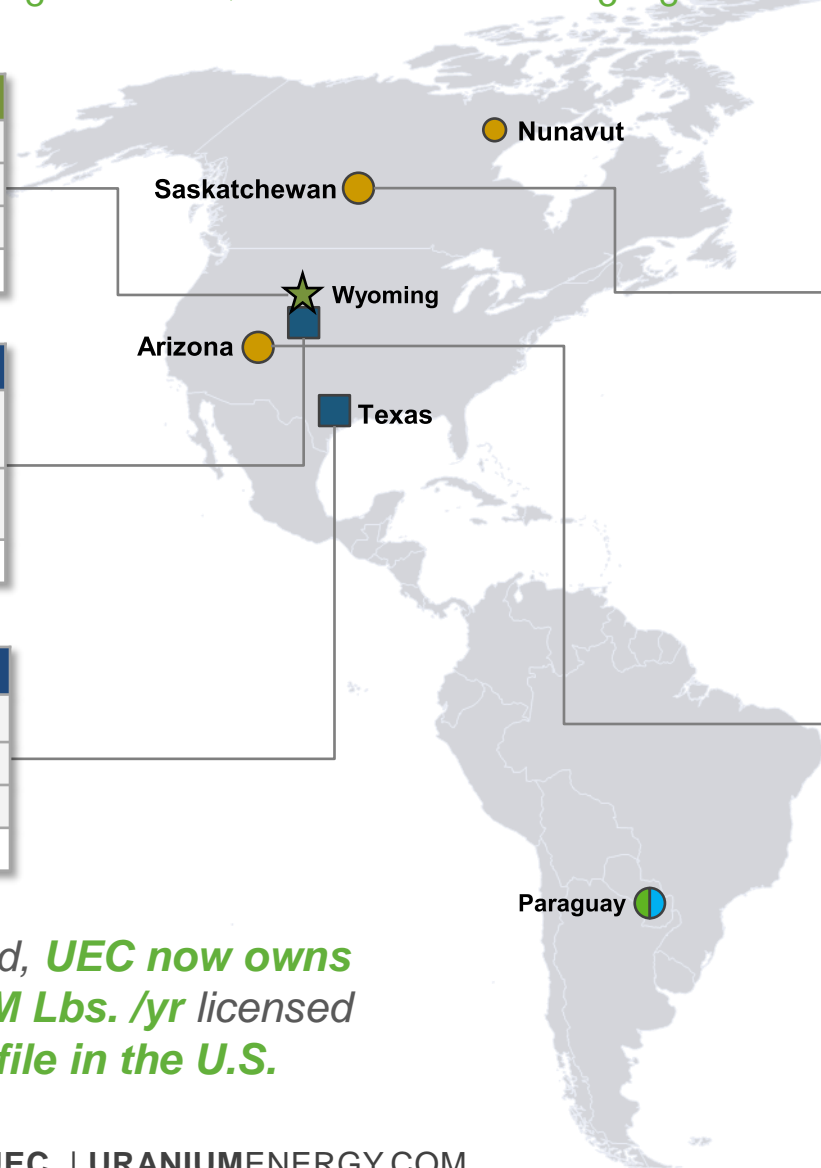 Nunavut
Saskatchewan
Wyoming
Arizona
Texas
Paraguay
d, UEC now owns
M Lbs. /yr licensed
file in the U.S.
| URANIUMENERGY.COM